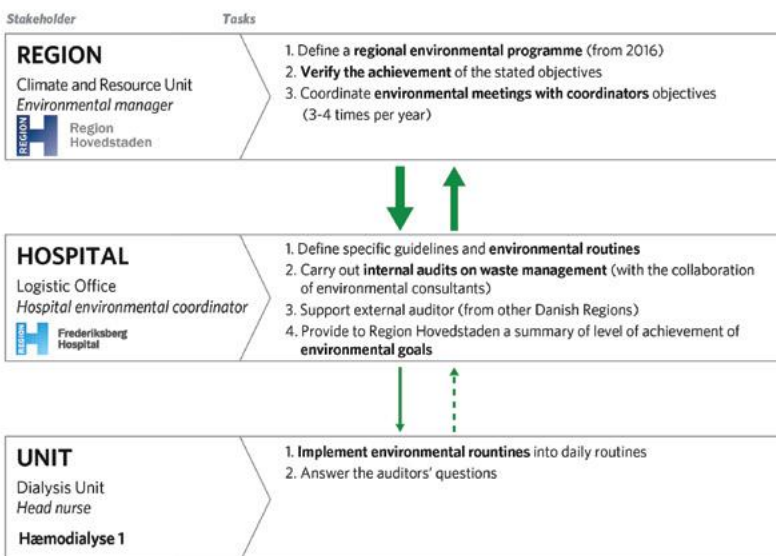 Stakeholder Tasks
REGION
Climate and Resource Unit
Environmental manager
REGION
Region
Hovedstaden
1. Define a regional environmental programme (from 2016)
2. Verify the achievement of the stated objectives
3. Coordinate environmental meetings with coordinators objectives
(3-4 times per year)
HOSPITAL
Logistic Office
Hospital environmental coordinator
REGION
Frederiksberg
Hospital
1. Define specific guidelines and environmental routines
2. Carry out internal audits on waste management (with the collaboration
of environmental consultants)
3. Support external auditor (from other Danish Regions)
4. Provide to Region Hovedstaden a summary of level of achievement of
environmental goals
UNIT
Dialysis Unit
Head nurse
Hæmodialyse 1
1. Implement environmental rountines into daily routines
2. Answer the auditors' questions